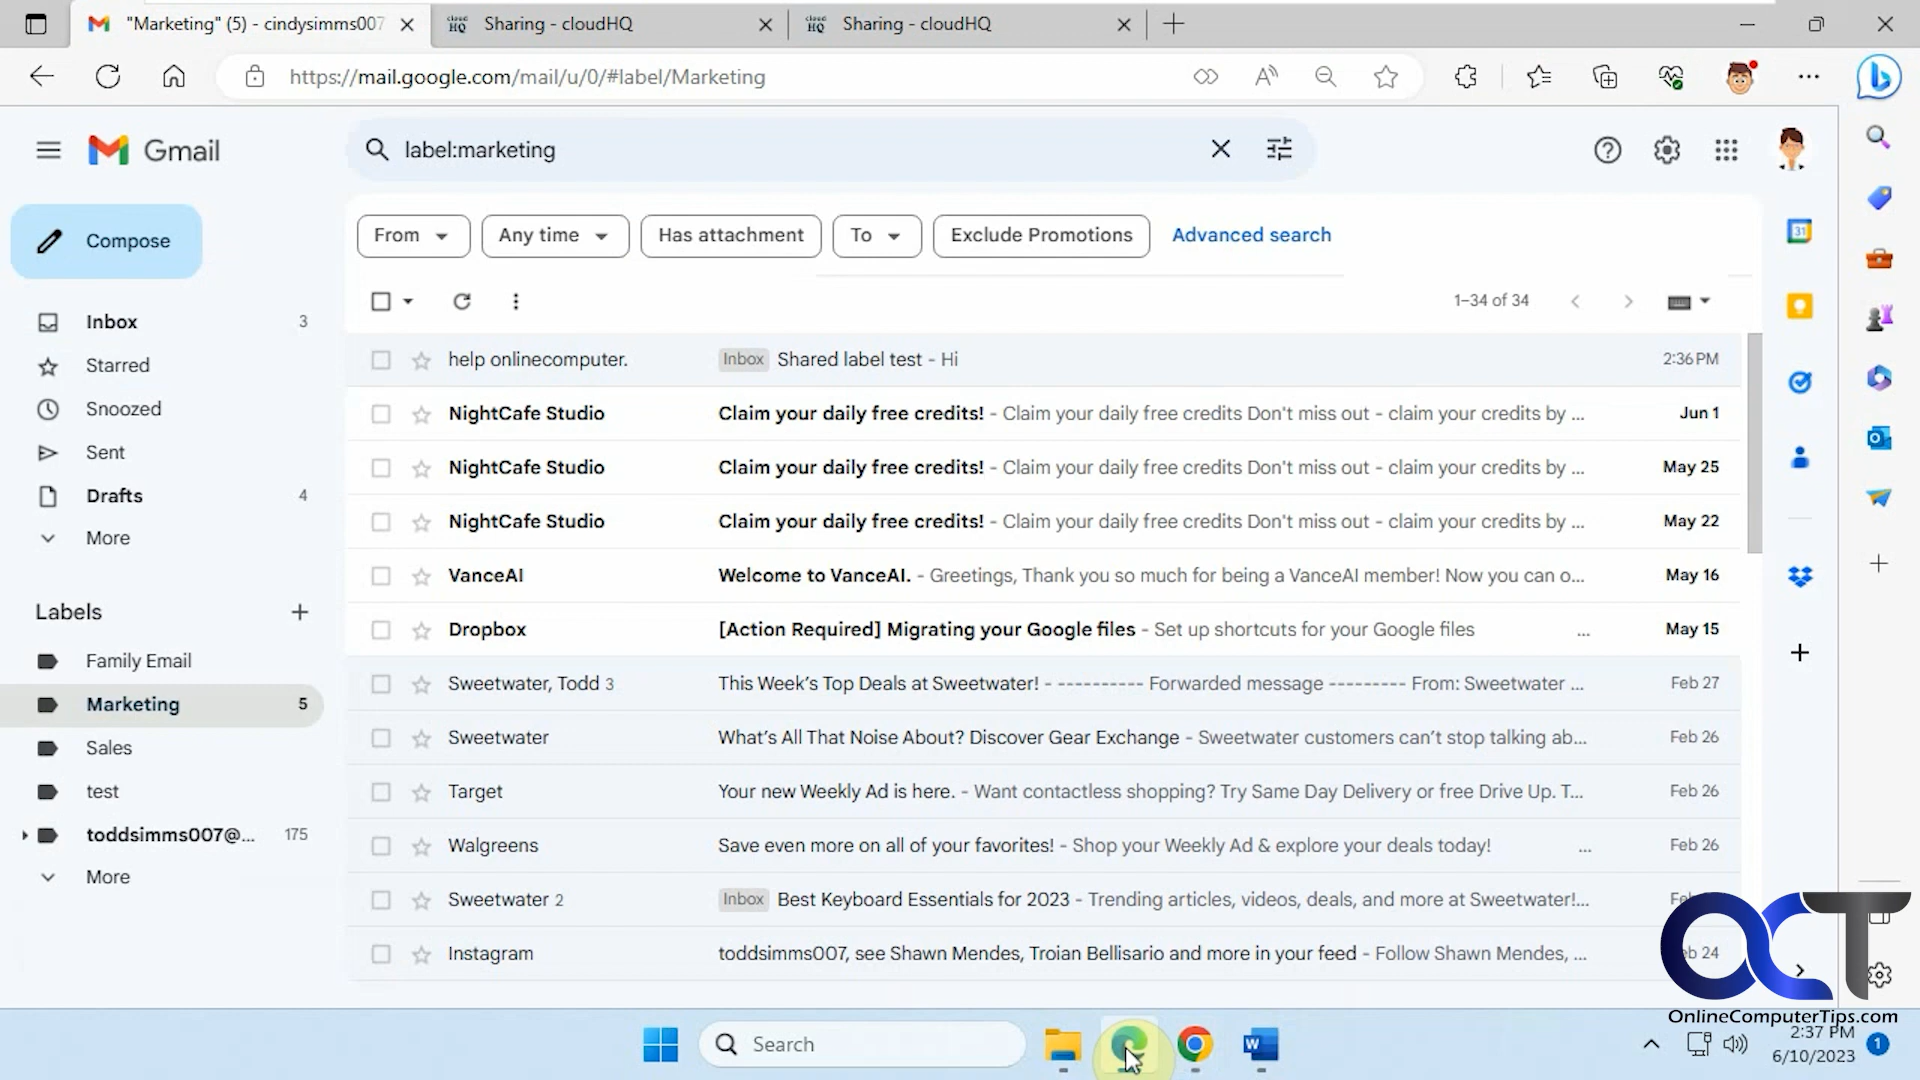 "Marketing" (5) - cindysimms007
Sharing - cloudHQ
Sharing - cloudHQ
https://mail.google.com/mail/u/0/#label/Marketing
Gmail
label:marketing
Compose
From
Any time
Has attachment
To
Exclude Promotions
Advanced search
1–34 of 34
Inbox 3
Starred
Snoozed
Sent
Drafts 4
More
Labels
Family Email
Marketing 5
Sales
test
toddsimms007@... 175
More
help onlinecomputer. Inbox Shared label test - Hi 2:36 PM
NightCafe Studio Claim your daily free credits! - Claim your daily free credits Don't miss out - claim your credits by ... Jun 1
NightCafe Studio Claim your daily free credits! - Claim your daily free credits Don't miss out - claim your credits by ... May 25
NightCafe Studio Claim your daily free credits! - Claim your daily free credits Don't miss out - claim your credits by ... May 22
VanceAI Welcome to VanceAI. - Greetings, Thank you so much for being a VanceAI member! Now you can o... May 16
Dropbox [Action Required] Migrating your Google files - Set up shortcuts for your Google files ... May 15
Sweetwater, Todd 3 This Week's Top Deals at Sweetwater! - ---------- Forwarded message --------- From: Sweetwater ... Feb 27
Sweetwater What's All That Noise About? Discover Gear Exchange - Sweetwater customers can't stop talking ab... Feb 26
Target Your new Weekly Ad is here. - Want contactless shopping? Try Same Day Delivery or free Drive Up. T... Feb 26
Walgreens Save even more on all of your favorites! - Shop your Weekly Ad & explore your deals today! ... Feb 26
Sweetwater 2 Inbox Best Keyboard Essentials for 2023 - Trending articles, videos, deals, and more at Sweetwater!...
Instagram toddsimms007, see Shawn Mendes, Troian Bellisario and more in your feed - Follow Shawn Mendes, ... 24
31
OCT
OnlineComputerTips.com
Search
W
2:37 PM
6/10/2023
1